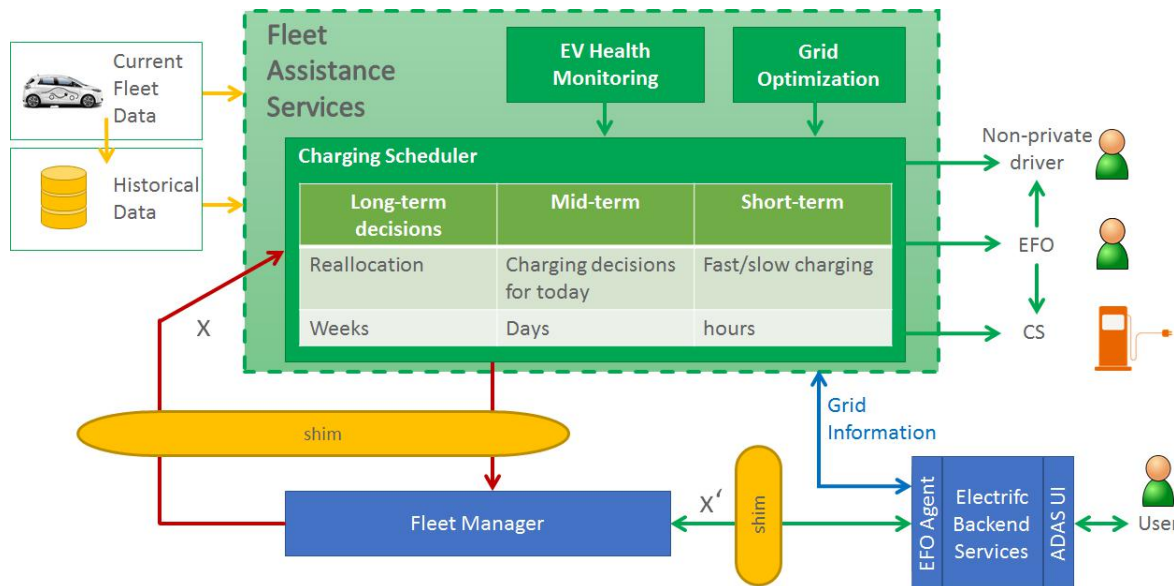 Current
Fleet
Data
Historical
Data
Fleet
Assistance
Services
EV Health
Monitoring
Grid
Optimization
Charging Scheduler
Long-term
decisions
Mid-term
Short-term
Reallocation
Charging decisions
for today
Fast/slow charging
Weeks
Days
hours
Non-private
driver
EFO
CS
X
shim
Grid
Information
Fleet Manager
X‘
shim
EFO Agent
Electrifc
Backend
Services
ADAS UI
User